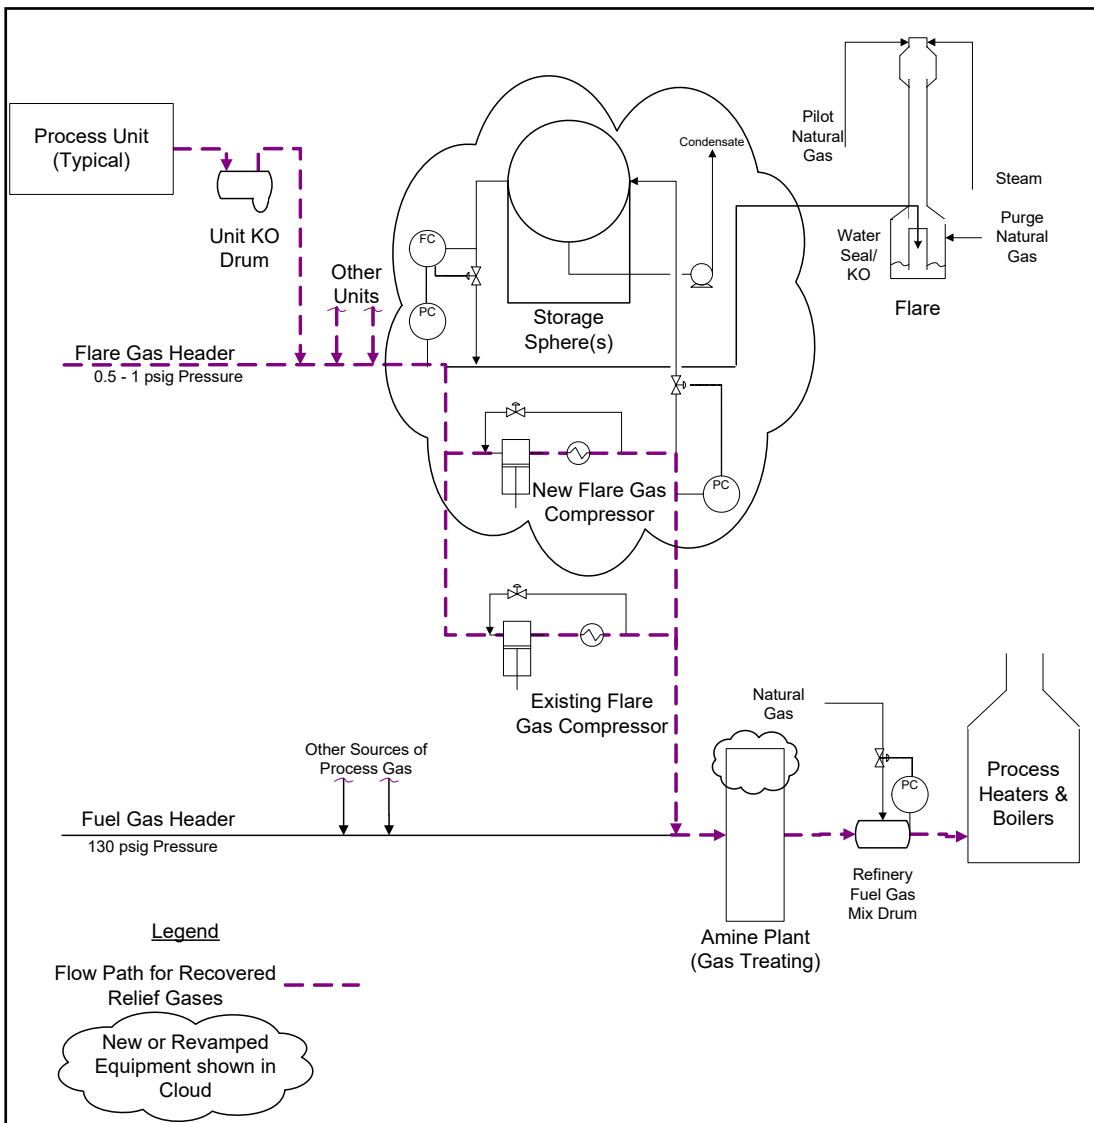 Process Unit
(Typical)
Unit KO
Drum
Other
Units
Flare Gas Header
0.5 - 1 psig Pressure
FC
PC
Condensate
Storage
Sphere(s)
Pilot
Natural
Gas
Steam
Water
Seal/
KO
Purge
Natural
Gas
Flare
New Flare Gas
Compressor
PC
Existing Flare
Gas Compressor
Other Sources of
Process Gas
Fuel Gas Header
130 psig Pressure
Natural
Gas
PC
Process
Heaters &
Boilers
Refinery
Fuel Gas
Mix Drum
Amine Plant
(Gas Treating)
Legend
Flow Path for Recovered
Relief Gases
New or Revamped
Equipment shown in
Cloud